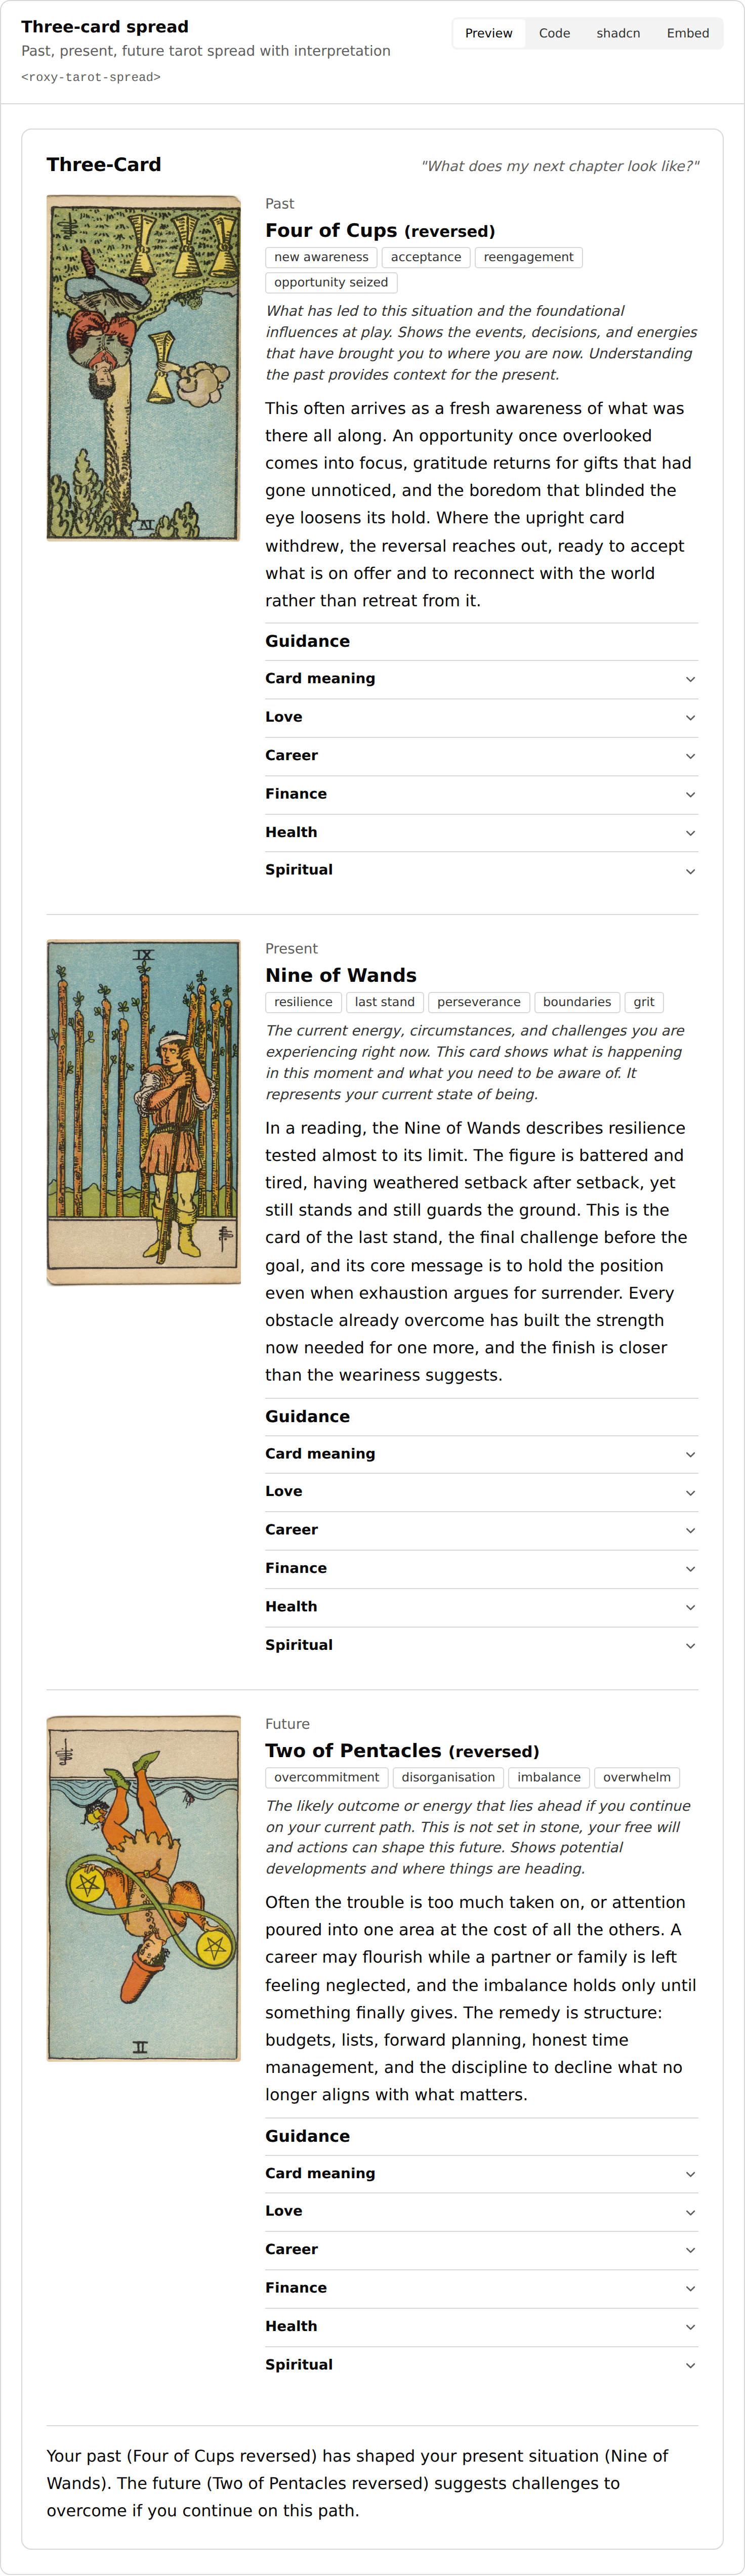 Three-card spread
Past, present, future tarot spread with interpretation
<roxy-tarot-spread>
Preview
Code
shadcn
Embed
Three-Card
"What does my next chapter look like?"
IV
Past
Four of Cups (reversed)
new awareness
acceptance
reengagement
opportunity seized
What has led to this situation and the foundational
influences at play. Shows the events, decisions, and energies
that have brought you to where you are now. Understanding
the past provides context for the present.
This often arrives as a fresh awareness of what was
there all along. An opportunity once overlooked
comes into focus, gratitude returns for gifts that had
gone unnoticed, and the boredom that blinded the
eye loosens its hold. Where the upright card
withdrew, the reversal reaches out, ready to accept
what is on offer and to reconnect with the world
rather than retreat from it.
Guidance
Card meaning
Love
Career
Finance
Health
Spiritual
IX
Present
Nine of Wands
resilience
last stand
perseverance
boundaries
grit
The current energy, circumstances, and challenges you are
experiencing right now. This card shows what is happening
in this moment and what you need to be aware of. It
represents your current state of being.
In a reading, the Nine of Wands describes resilience
tested almost to its limit. The figure is battered and
tired, having weathered setback after setback, yet
still stands and still guards the ground. This is the
card of the last stand, the final challenge before the
goal, and its core message is to hold the position
even when exhaustion argues for surrender. Every
obstacle already overcome has built the strength
now needed for one more, and the finish is closer
than the weariness suggests.
Guidance
Card meaning
Love
Career
Finance
Health
Spiritual
II
Future
Two of Pentacles (reversed)
overcommitment
disorganisation
imbalance
overwhelm
The likely outcome or energy that lies ahead if you continue
on your current path. This is not set in stone, your free will
and actions can shape this future. Shows potential
developments and where things are heading.
Often the trouble is too much taken on, or attention
poured into one area at the cost of all the others. A
career may flourish while a partner or family is left
feeling neglected, and the imbalance holds only until
something finally gives. The remedy is structure:
budgets, lists, forward planning, honest time
management, and the discipline to decline what no
longer aligns with what matters.
Guidance
Card meaning
Love
Career
Finance
Health
Spiritual
Your past (Four of Cups reversed) has shaped your present situation (Nine of
Wands). The future (Two of Pentacles reversed) suggests challenges to
overcome if you continue on this path.